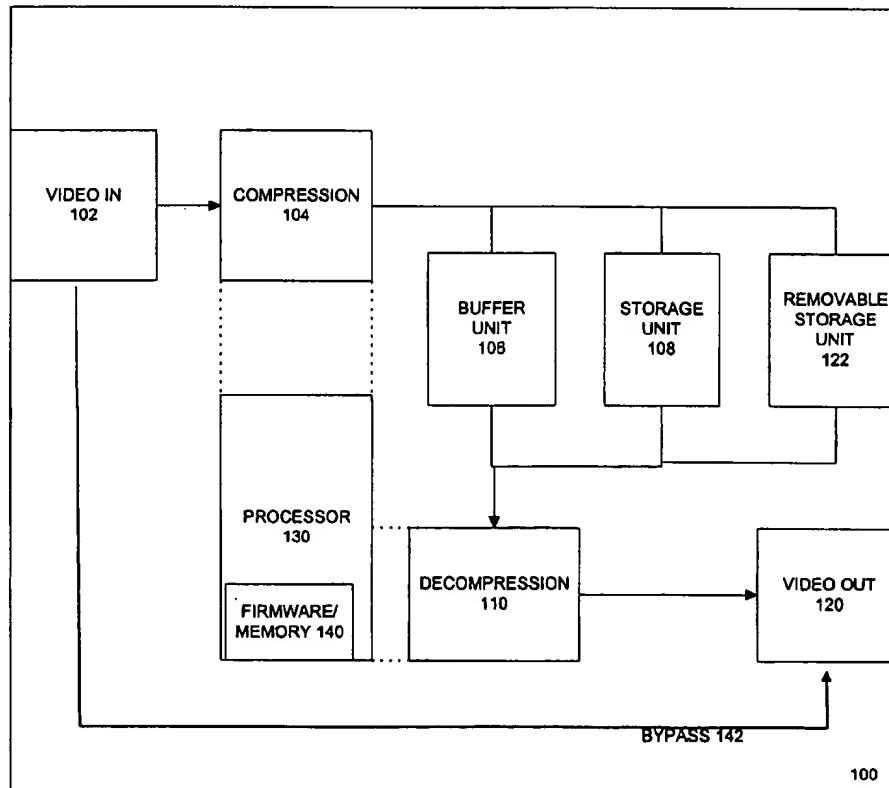 VIDEO IN
102
COMPRESSION
104
BUFFER
UNIT
108
STORAGE
UNIT
108
REMOVABLE
STORAGE
UNIT
122
PROCESSOR
130
FIRMWARE/
MEMORY 140
DECOMPRESSION
110
VIDEO OUT
120
BYPASS 142
100